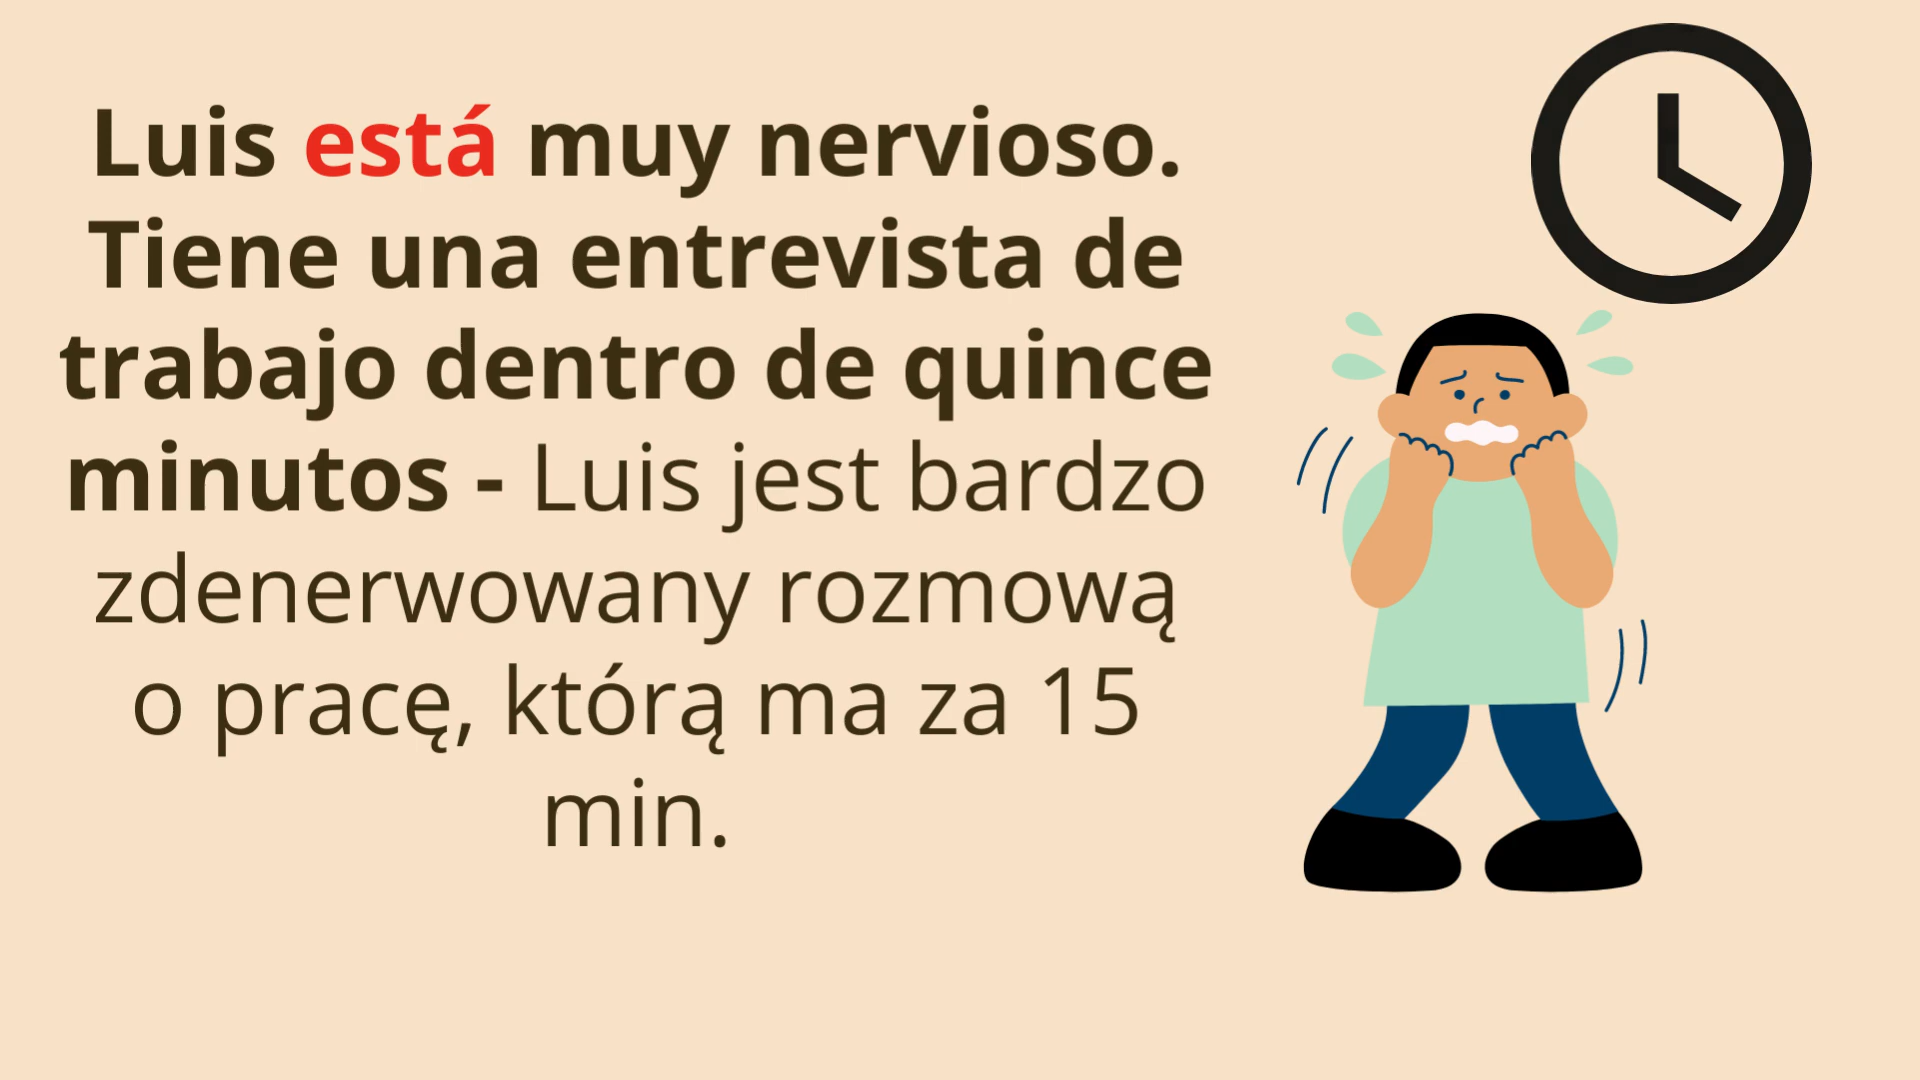 Luis está muy nervioso.
Tiene una entrevista de
trabajo dentro de quince
minutos - Luis jest bardzo
zdenerwowany rozmową
o pracę, którą ma za 15
min.